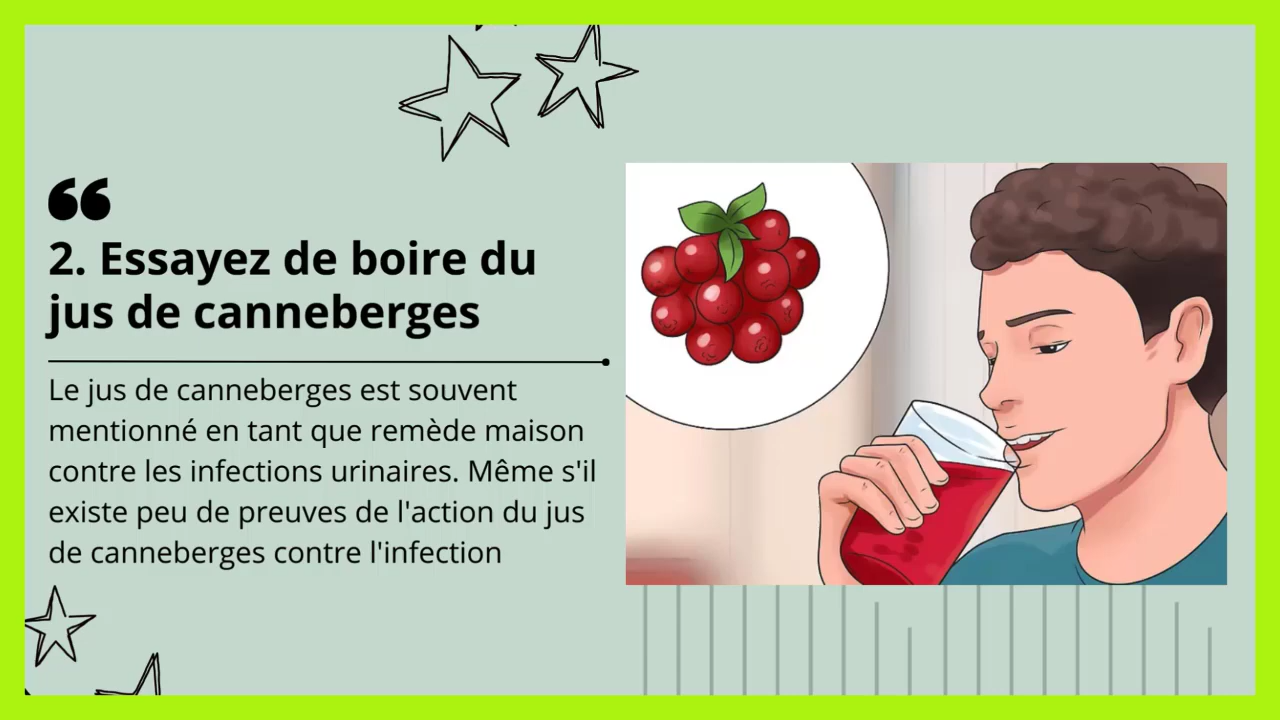 2. Essayez de boire du
jus de canneberges
Le jus de canneberges est souvent
mentionné en tant que remède maison
contre les infections urinaires. Même s'il
existe peu de preuves de l'action du jus
de canneberges contre l'infection